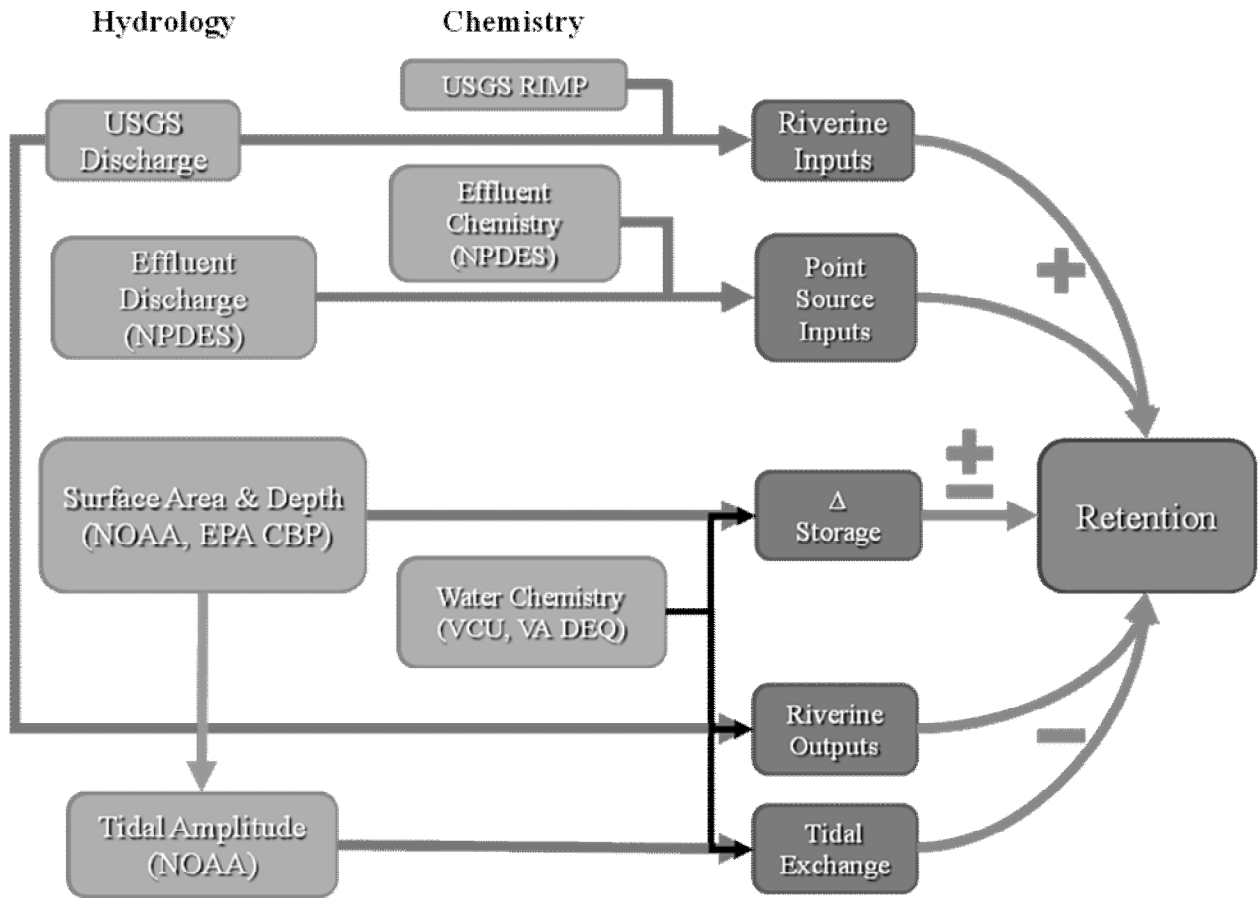 Hydrology
Chemistry
USGS RIMP
USGS
Discharge
Riverine
Inputs
Effluent
Chemistry
(NPDES)
Effluent
Discharge
(NPDES)
Point
Source
Inputs
+
Surface Area & Depth
(NOAA, EPA CBP)
Δ
Storage
±
Retention
Water Chemistry
(VCU, VA DEQ)
Riverine
Outputs
−
Tidal Amplitude
(NOAA)
Tidal
Exchange